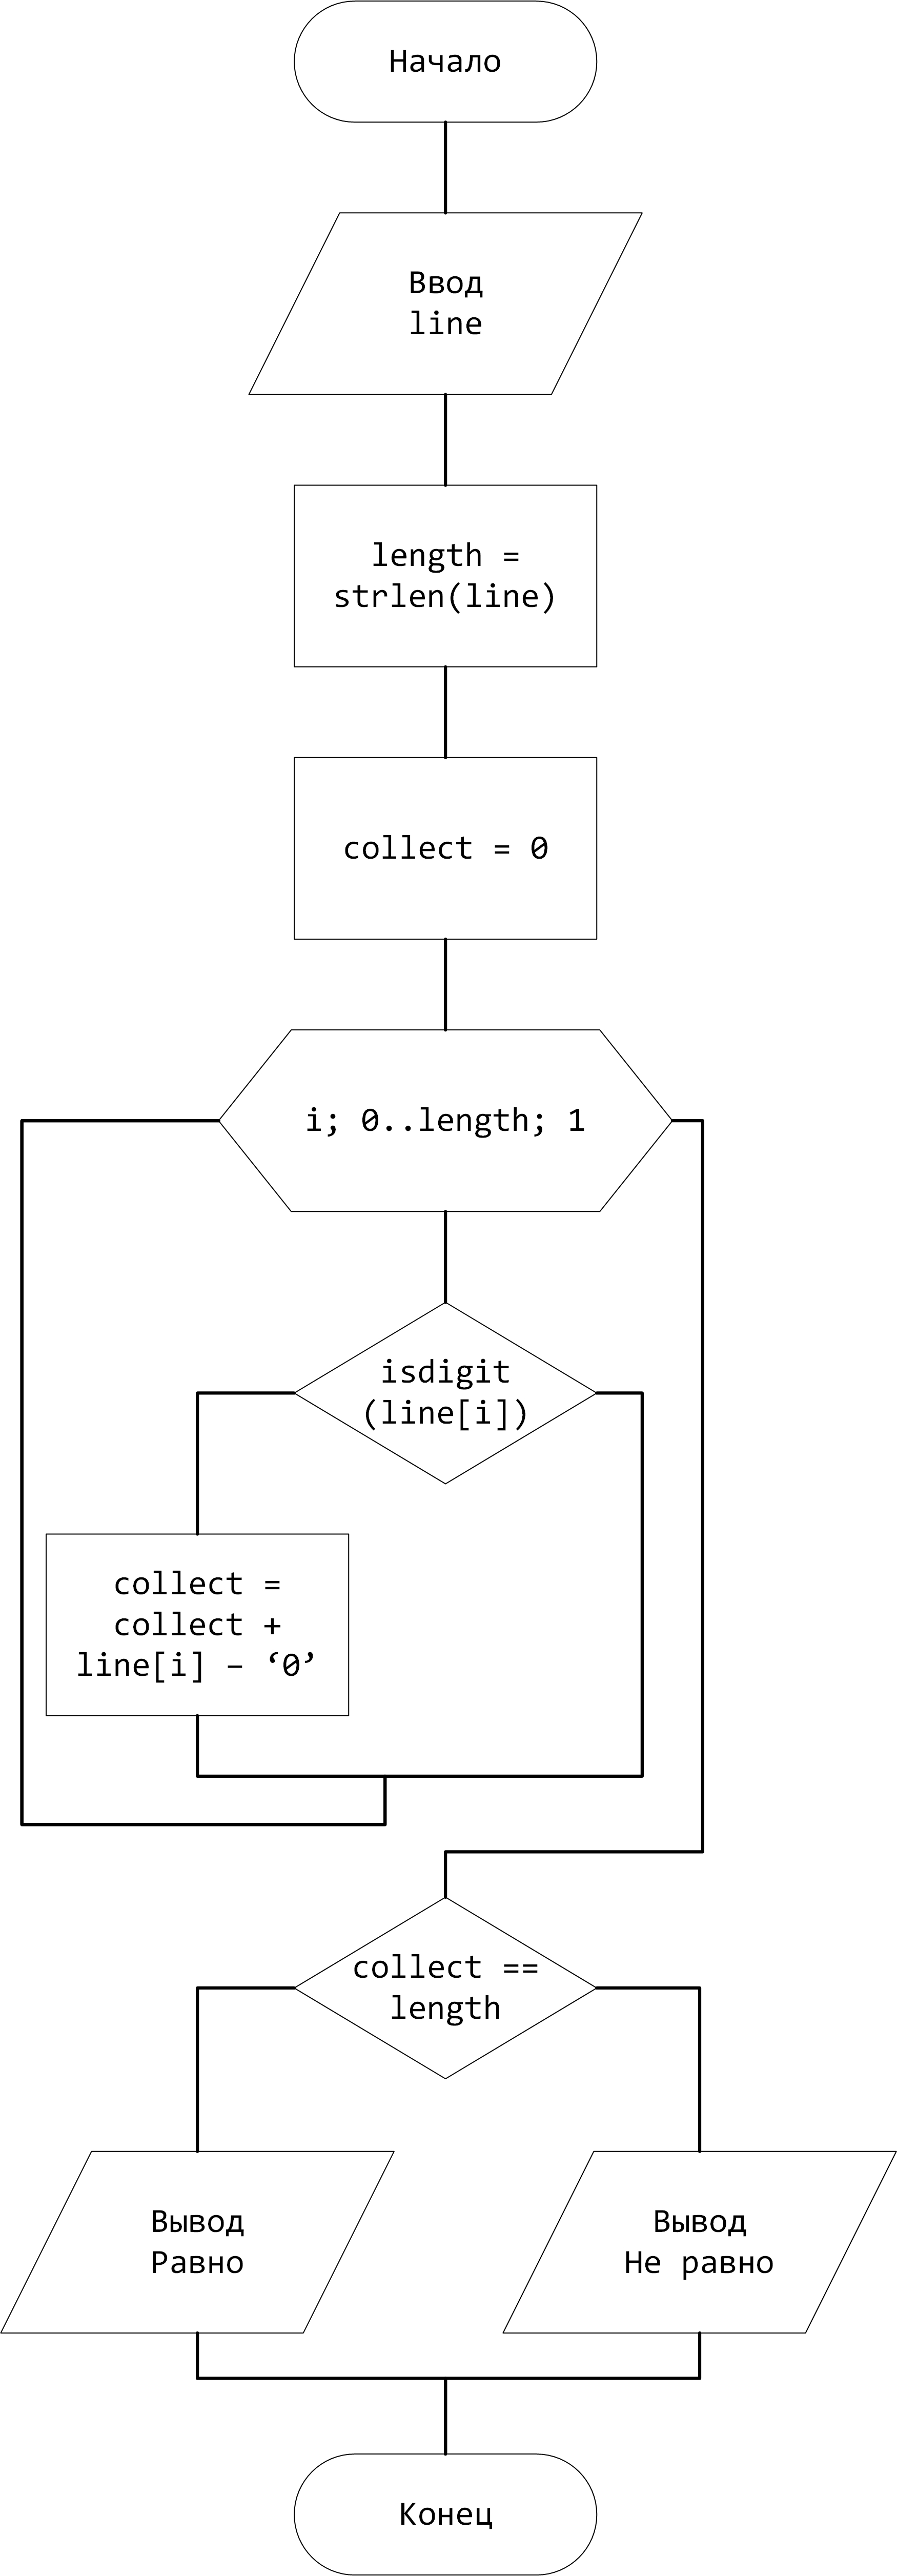 Начало
Ввод
line
length =
strlen(line)
collect = 0
i; 0..length; 1
isdigit
(line[i])
collect =
collect +
line[i] – ‘0’
collect ==
length
Вывод
Равно
Вывод
Не равно
Конец